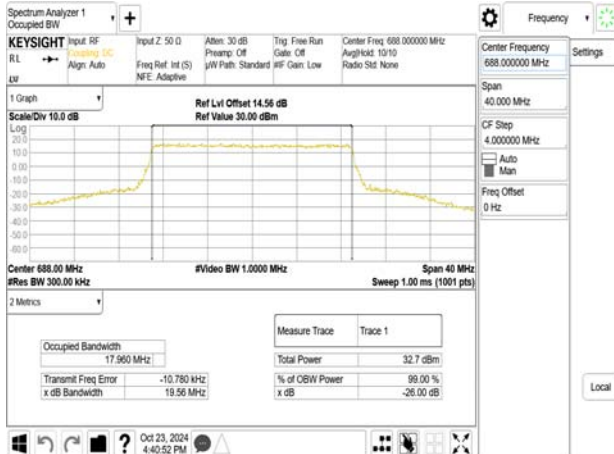 Spectrum Analyzer 1
Occupied BW
+
Frequency
Settings
KEYSIGHT
RL
Input: RF
Coupling: DC
Align: Auto
Input Z: 50 Ω
Freq Ref: Int (S)
NFE: Adaptive
Atten: 30 dB
Preamp: Off
µW Path: Standard
Trig: Free Run
Gate: Off
#IF Gain: Low
Center Freq: 688.000000 MHz
Avg|Hold: 10/10
Radio Std: None
Center Frequency
688.000000 MHz
Span
40.000 MHz
CF Step
4.000000 MHz
Auto
Man
Freq Offset
0 Hz
Local
1 Graph
Scale/Div 10.0 dB
Ref Lvl Offset 14.56 dB
Ref Value 30.00 dBm
Log
20.0
10.0
0.00
-10.0
-20.0
-30.0
-40.0
-50.0
-60.0
Center 688.00 MHz
#Video BW 1.0000 MHz
Span 40 MHz
#Res BW 300.00 kHz
Sweep 1.00 ms (1001 pts)
2 Metrics
Measure Trace Trace 1
Occupied Bandwidth
17.960 MHz
Total Power 32.7 dBm
Transmit Freq Error -10.780 kHz
% of OBW Power 99.00 %
x dB Bandwidth 19.56 MHz
x dB -26.00 dB
?
Oct 23, 2024
4:40:52 PM